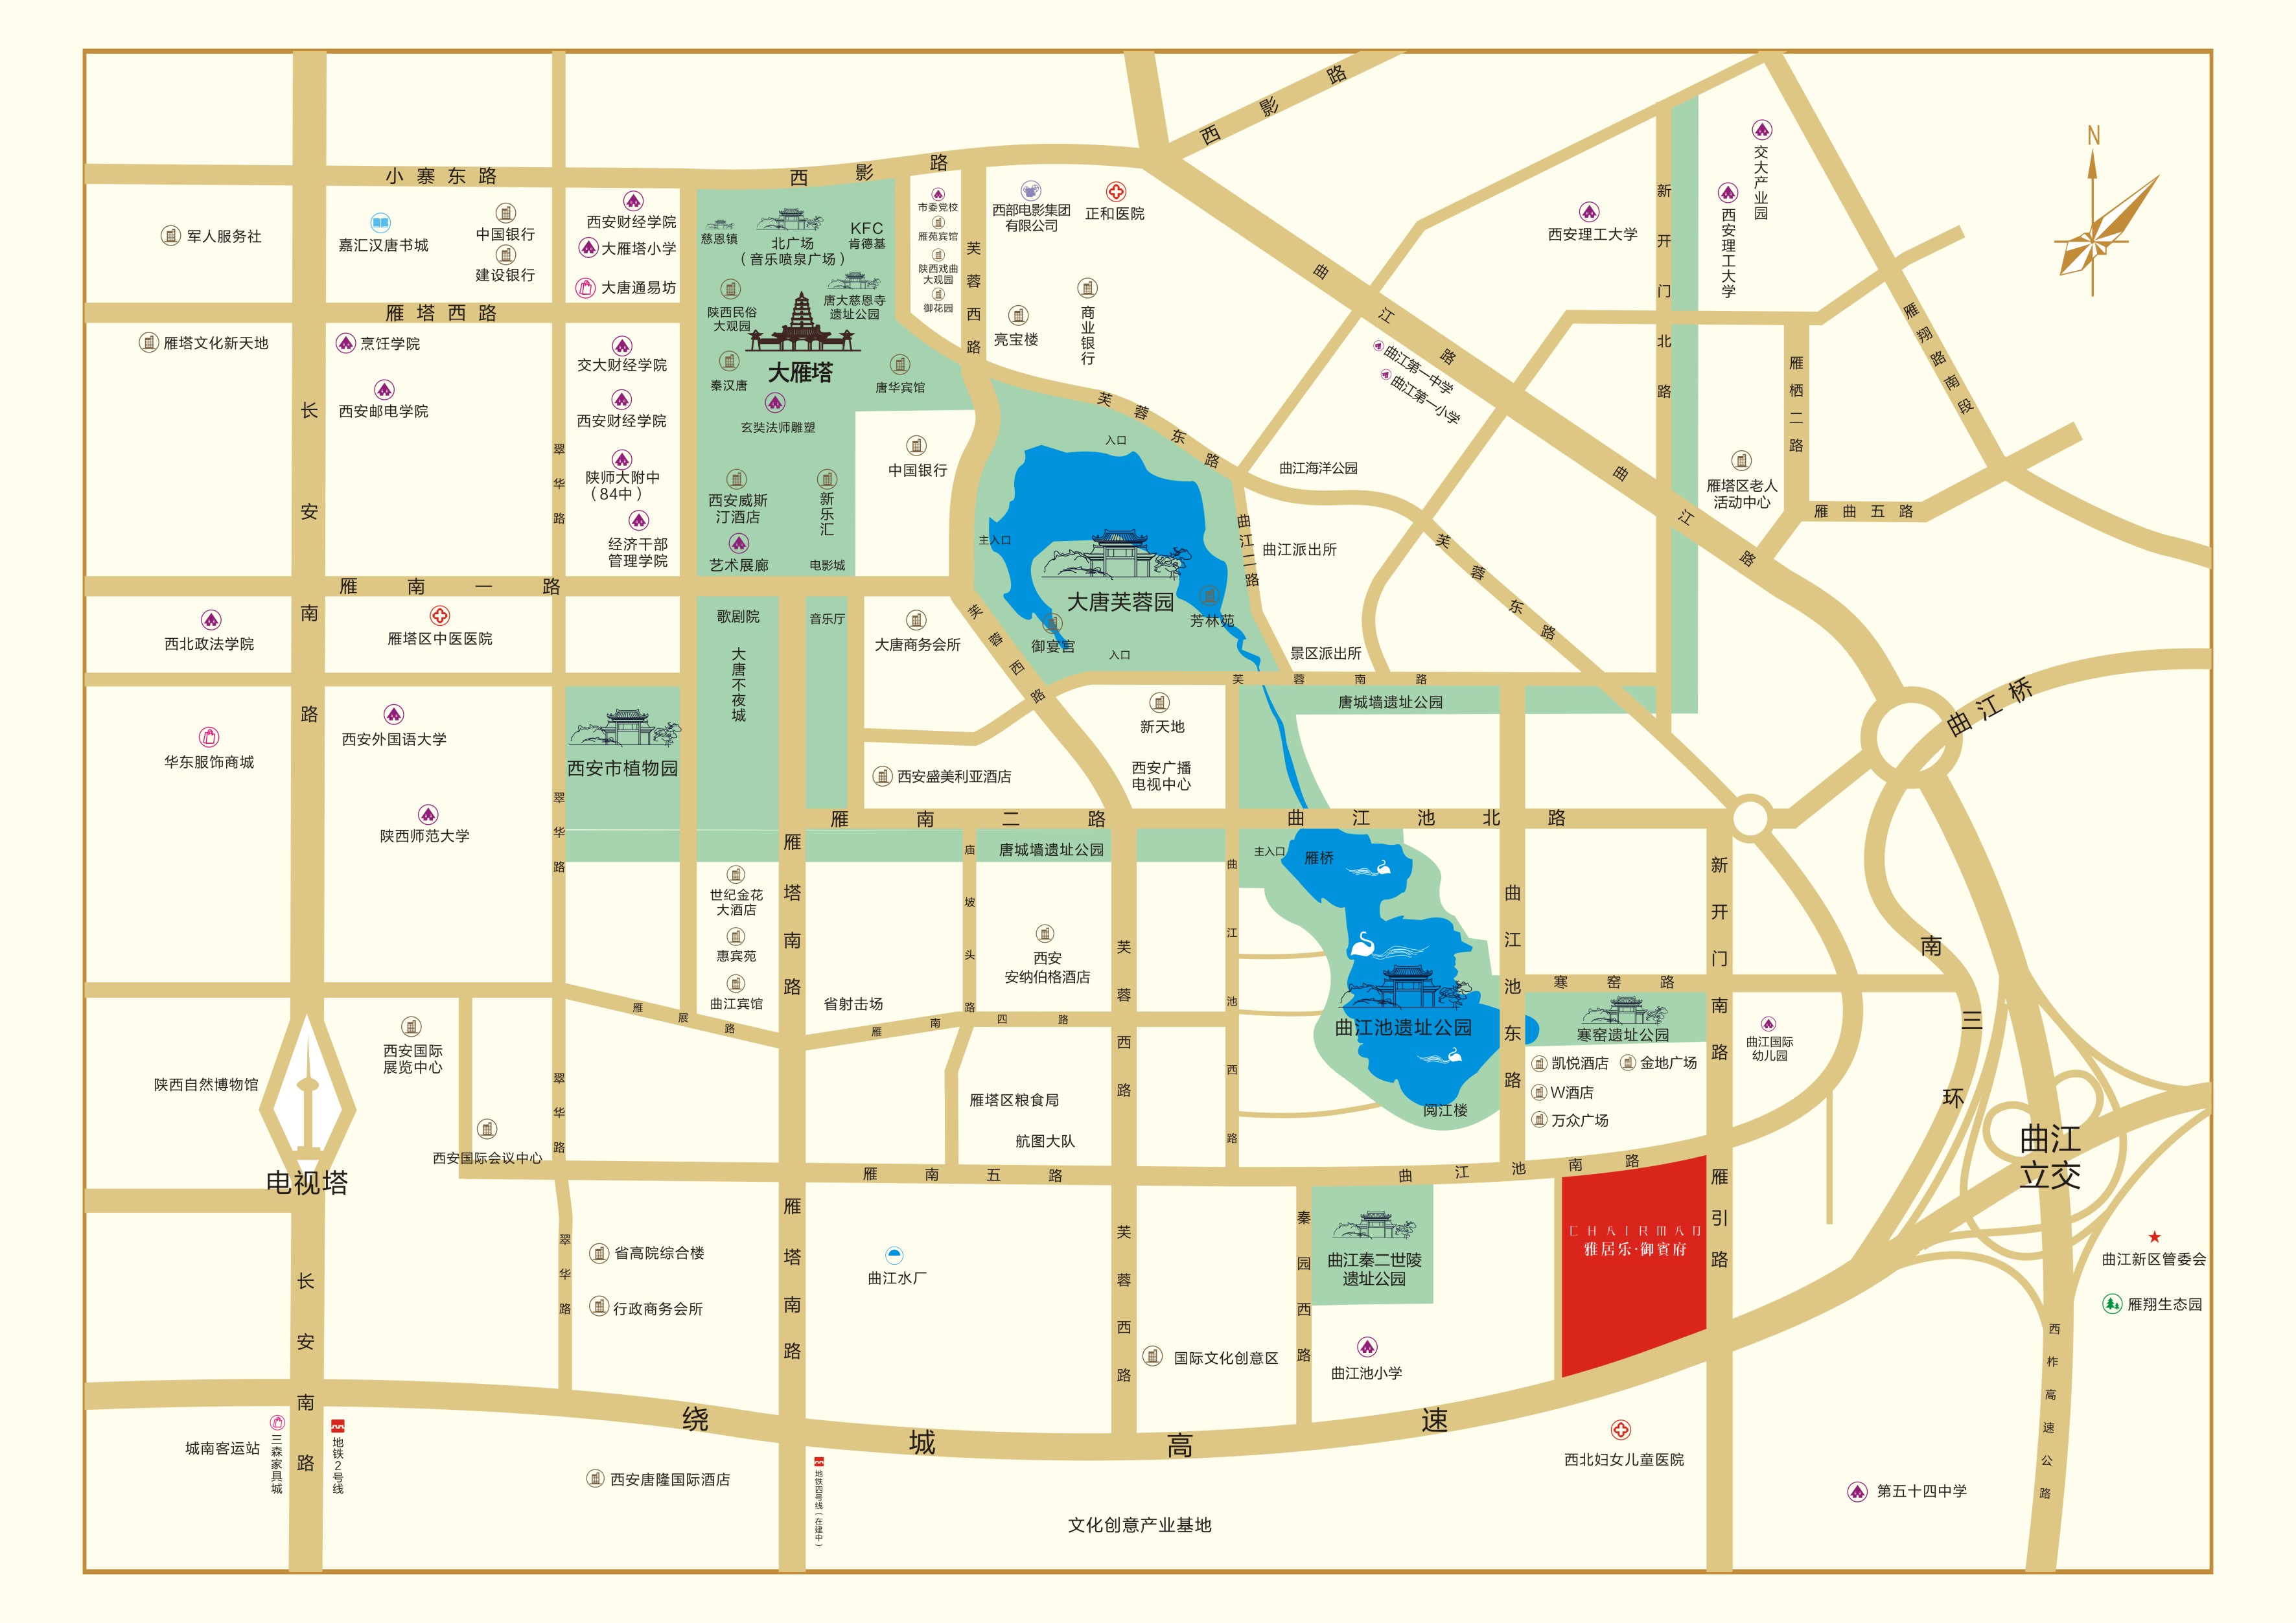 西影路
N
小寨东路
西影路
交大产业园
西安理工大学
新开门北路
西安理工大学
军人服务社
嘉汇汉唐书城
中国银行
建设银行
西安财经学院
大雁塔小学
大唐通易坊
慈恩镇
北广场
（音乐喷泉广场）
KFC
肯德基
市委党校
雁苑宾馆
陕西戏曲
大观园
御花园
芙蓉西路
西部电影集团
有限公司
正和医院
亮宝楼
商业银行
曲江路
曲江第一中学
曲江第一小学
雁翔路南段
雁塔西路
雁塔文化新天地
烹饪学院
西安邮电学院
交大财经学院
西安财经学院
陕师大附中
（84中）
经济干部
管理学院
陕西民俗
大观园
唐大慈恩寺
遗址公园
秦汉唐
大雁塔
唐华宾馆
玄奘法师雕塑
西安威斯
汀酒店
新乐汇
艺术展廊
电影城
中国银行
长安南路
翠华路
芙蓉东路
入口
主入口
大唐芙蓉园
御宴宫
芳林苑
入口
曲江海洋公园
曲江二路
曲江派出所
景区派出所
芙蓉东路
曲江路
雁栖二路
雁塔区老人
活动中心
雁曲五路
雁南一路
西北政法学院
雁塔区中医医院
歌剧院
音乐厅
大唐不夜城
大唐商务会所
芙蓉西路
芙蓉南路
唐城墙遗址公园
曲江桥
华东服饰商城
西安外国语大学
陕西师范大学
西安市植物园
翠华路
西安盛美利亚酒店
新天地
西安广播
电视中心
雁南二路
曲江池北路
雁塔南路
世纪金花
大酒店
惠宾苑
曲江宾馆
庙坡头路
唐城墙遗址公园
西安
安纳伯格酒店
省射击场
雁展路
雁南四路
芙蓉西路
曲江池西路
主入口
雁桥
曲江池遗址公园
阅江楼
曲江池东路
新开门南路
寒窑路
寒窑遗址公园
凯悦酒店
金地广场
W酒店
万众广场
曲江国际
幼儿园
南三环
曲江
立交
陕西自然博物馆
电视塔
西安国际
展览中心
西安国际会议中心
翠华路
雁塔区粮食局
航图大队
雁南五路
曲江池南路
雁引路
CHAIRMAN
雅居乐·御宾府
曲江新区管委会
雁翔生态园
西柞高速公路
省高院综合楼
行政商务会所
翠华路
雁塔南路
曲江水厂
芙蓉西路
秦园西路
曲江秦二世陵
遗址公园
曲江池小学
国际文化创意区
长安南路
绕城高速
城南客运站
三森家具城
地铁2号线
西安唐隆国际酒店
地铁四号线（在建中）
文化创意产业基地
西北妇女儿童医院
第五十四中学